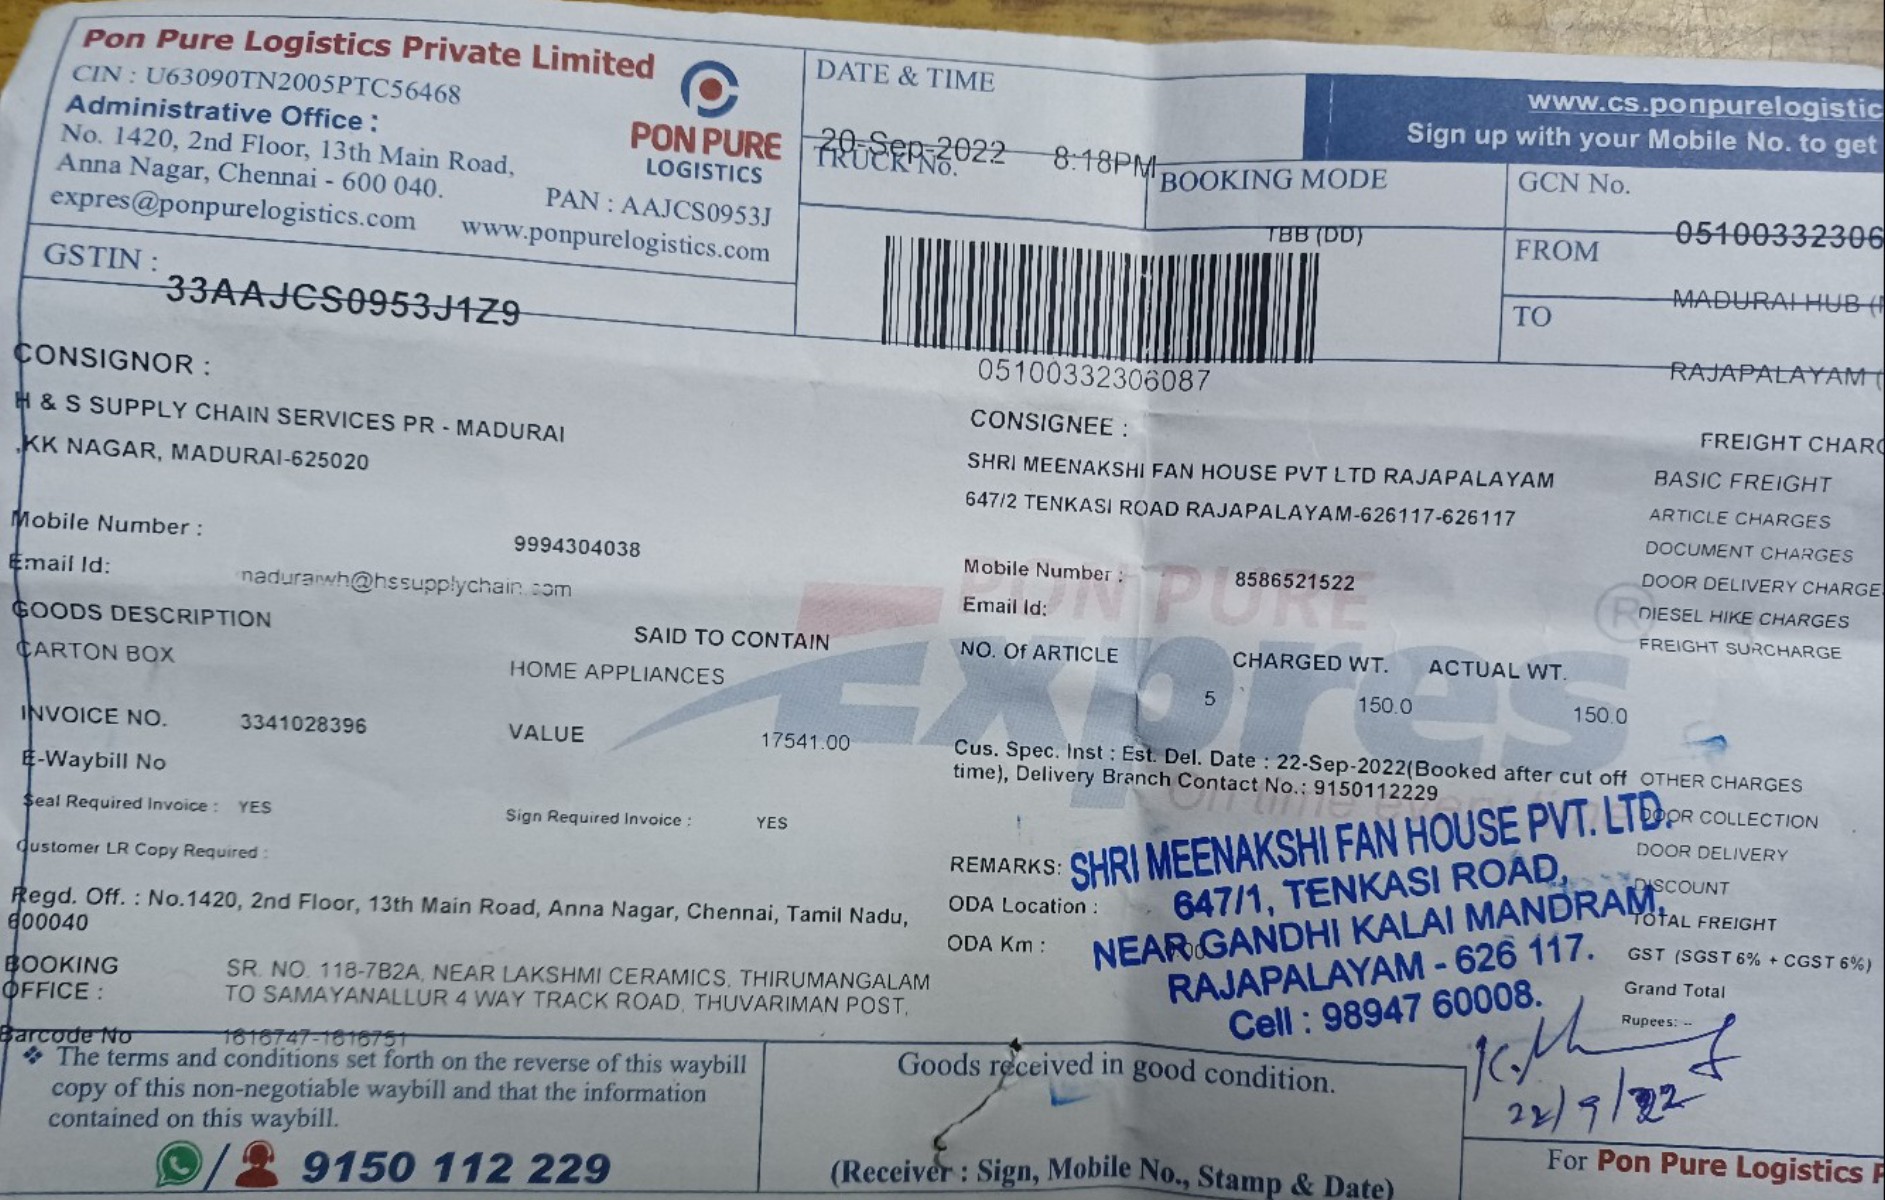 Pon Pure Logistics Private Limited
CIN : U63090TN2005PTC56468
Administrative Office :
No. 1420, 2nd Floor, 13th Main Road,
Anna Nagar, Chennai - 600 040.
PAN : AAJCS0953J
expres@ponpurelogistics.com
www.ponpurelogistics.com
PON PURE
LOGISTICS
GSTIN :
33AAJCS0953J1Z9
DATE & TIME
20-Sep-2022 8:18PM
TRUCK No.
BOOKING MODE
TBB (DD)
www.cs.ponpurelogistic
Sign up with your Mobile No. to get
GCN No.
05100332306
FROM
MADURAI HUB (
TO
RAJAPALAYAM (
05100332306087
CONSIGNOR :
H & S SUPPLY CHAIN SERVICES PR - MADURAI
,KK NAGAR, MADURAI-625020
Mobile Number : 9994304038
Email Id: naduraiwh@hssupplychain.com
CONSIGNEE :
SHRI MEENAKSHI FAN HOUSE PVT LTD RAJAPALAYAM
647/2 TENKASI ROAD RAJAPALAYAM-626117-626117
Mobile Number : 8586521522
Email Id:
GOODS DESCRIPTION SAID TO CONTAIN
CARTON BOX HOME APPLIANCES
NO. Of ARTICLE CHARGED WT. ACTUAL WT.
5 150.0 150.0
INVOICE NO. 3341028396 VALUE 17541.00
E-Waybill No
Seal Required Invoice : YES Sign Required Invoice : YES
Customer LR Copy Required :
Cus. Spec. Inst : Est. Del. Date : 22-Sep-2022(Booked after cut off
time), Delivery Branch Contact No.: 9150112229
PON PURE
Expres
®
On time every time
REMARKS:
ODA Location :
ODA Km :
SHRI MEENAKSHI FAN HOUSE PVT. LTD.
647/1, TENKASI ROAD,
NEAR GANDHI KALAI MANDRAM,
RAJAPALAYAM - 626 117.
Cell : 98947 60008.
FREIGHT CHARG
BASIC FREIGHT
ARTICLE CHARGES
DOCUMENT CHARGES
DOOR DELIVERY CHARGE
DIESEL HIKE CHARGES
FREIGHT SURCHARGE
OTHER CHARGES
DOOR COLLECTION
DOOR DELIVERY
DISCOUNT
TOTAL FREIGHT
GST (SGST 6% + CGST 6%)
Grand Total
Rupees: --
Regd. Off. : No.1420, 2nd Floor, 13th Main Road, Anna Nagar, Chennai, Tamil Nadu,
600040
BOOKING
OFFICE :
SR. NO. 118-7B2A, NEAR LAKSHMI CERAMICS, THIRUMANGALAM
TO SAMAYANALLUR 4 WAY TRACK ROAD, THUVARIMAN POST,
Barcode No 1616747-1616751
❖ The terms and conditions set forth on the reverse of this waybill
copy of this non-negotiable waybill and that the information
contained on this waybill.
/ 9150 112 229
Goods received in good condition.
(Receiver : Sign, Mobile No., Stamp & Date)
22/9/22
For Pon Pure Logistics P